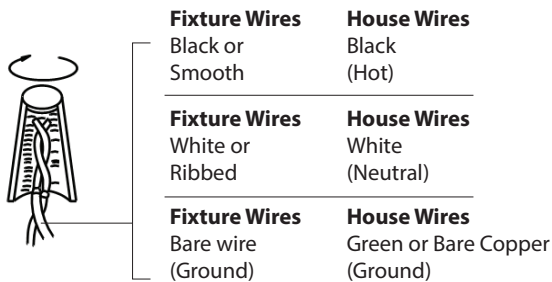 Fixture Wires House Wires
Black or Black
Smooth (Hot)
Fixture Wires House Wires
White or White
Ribbed (Neutral)
Fixture Wires House Wires
Bare wire Green or Bare Copper
(Ground) (Ground)